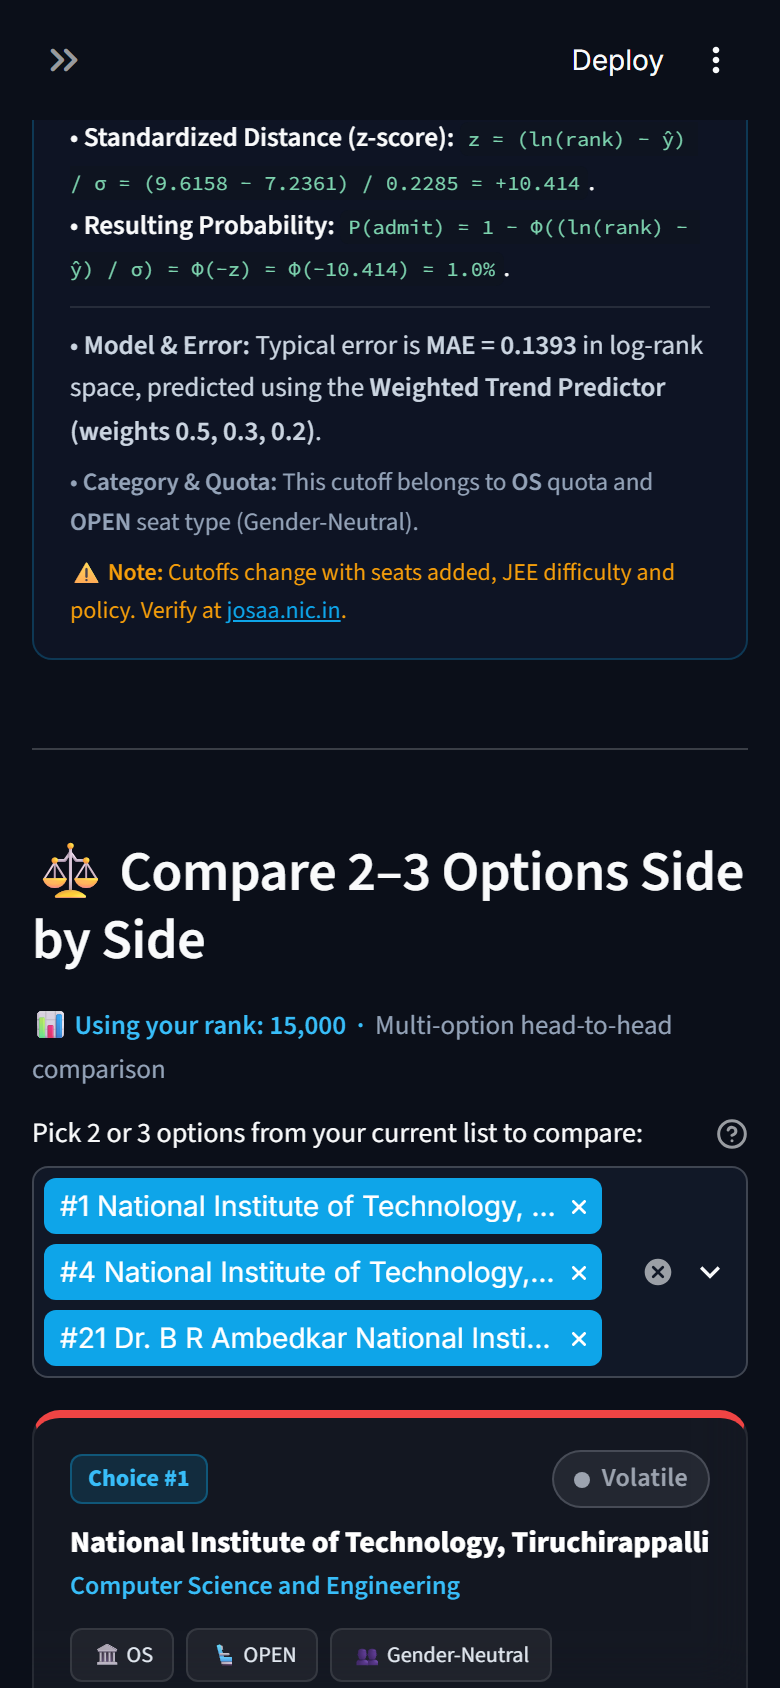 Deploy
• Standardized Distance (z-score): z = (ln(rank) − ŷ)
/ σ = (9.6158 − 7.2361) / 0.2285 = +10.414 .
• Resulting Probability: P(admit) = 1 − Φ((ln(rank) −
ŷ) / σ) = Φ(−z) = Φ(−10.414) = 1.0% .
• Model & Error: Typical error is MAE = 0.1393 in log-rank
space, predicted using the Weighted Trend Predictor
(weights 0.5, 0.3, 0.2).
• Category & Quota: This cutoff belongs to OS quota and
OPEN seat type (Gender-Neutral).
⚠️ Note: Cutoffs change with seats added, JEE difficulty and
policy. Verify at josaa.nic.in.
⚖️ Compare 2–3 Options Side
by Side
📊 Using your rank: 15,000 · Multi-option head-to-head
comparison
Pick 2 or 3 options from your current list to compare:
#1 National Institute of Technology, ...
#4 National Institute of Technology,...
#21 Dr. B R Ambedkar National Insti...
Choice #1
Volatile
National Institute of Technology, Tiruchirappalli
Computer Science and Engineering
🏛️ OS
💺 OPEN
👥 Gender-Neutral